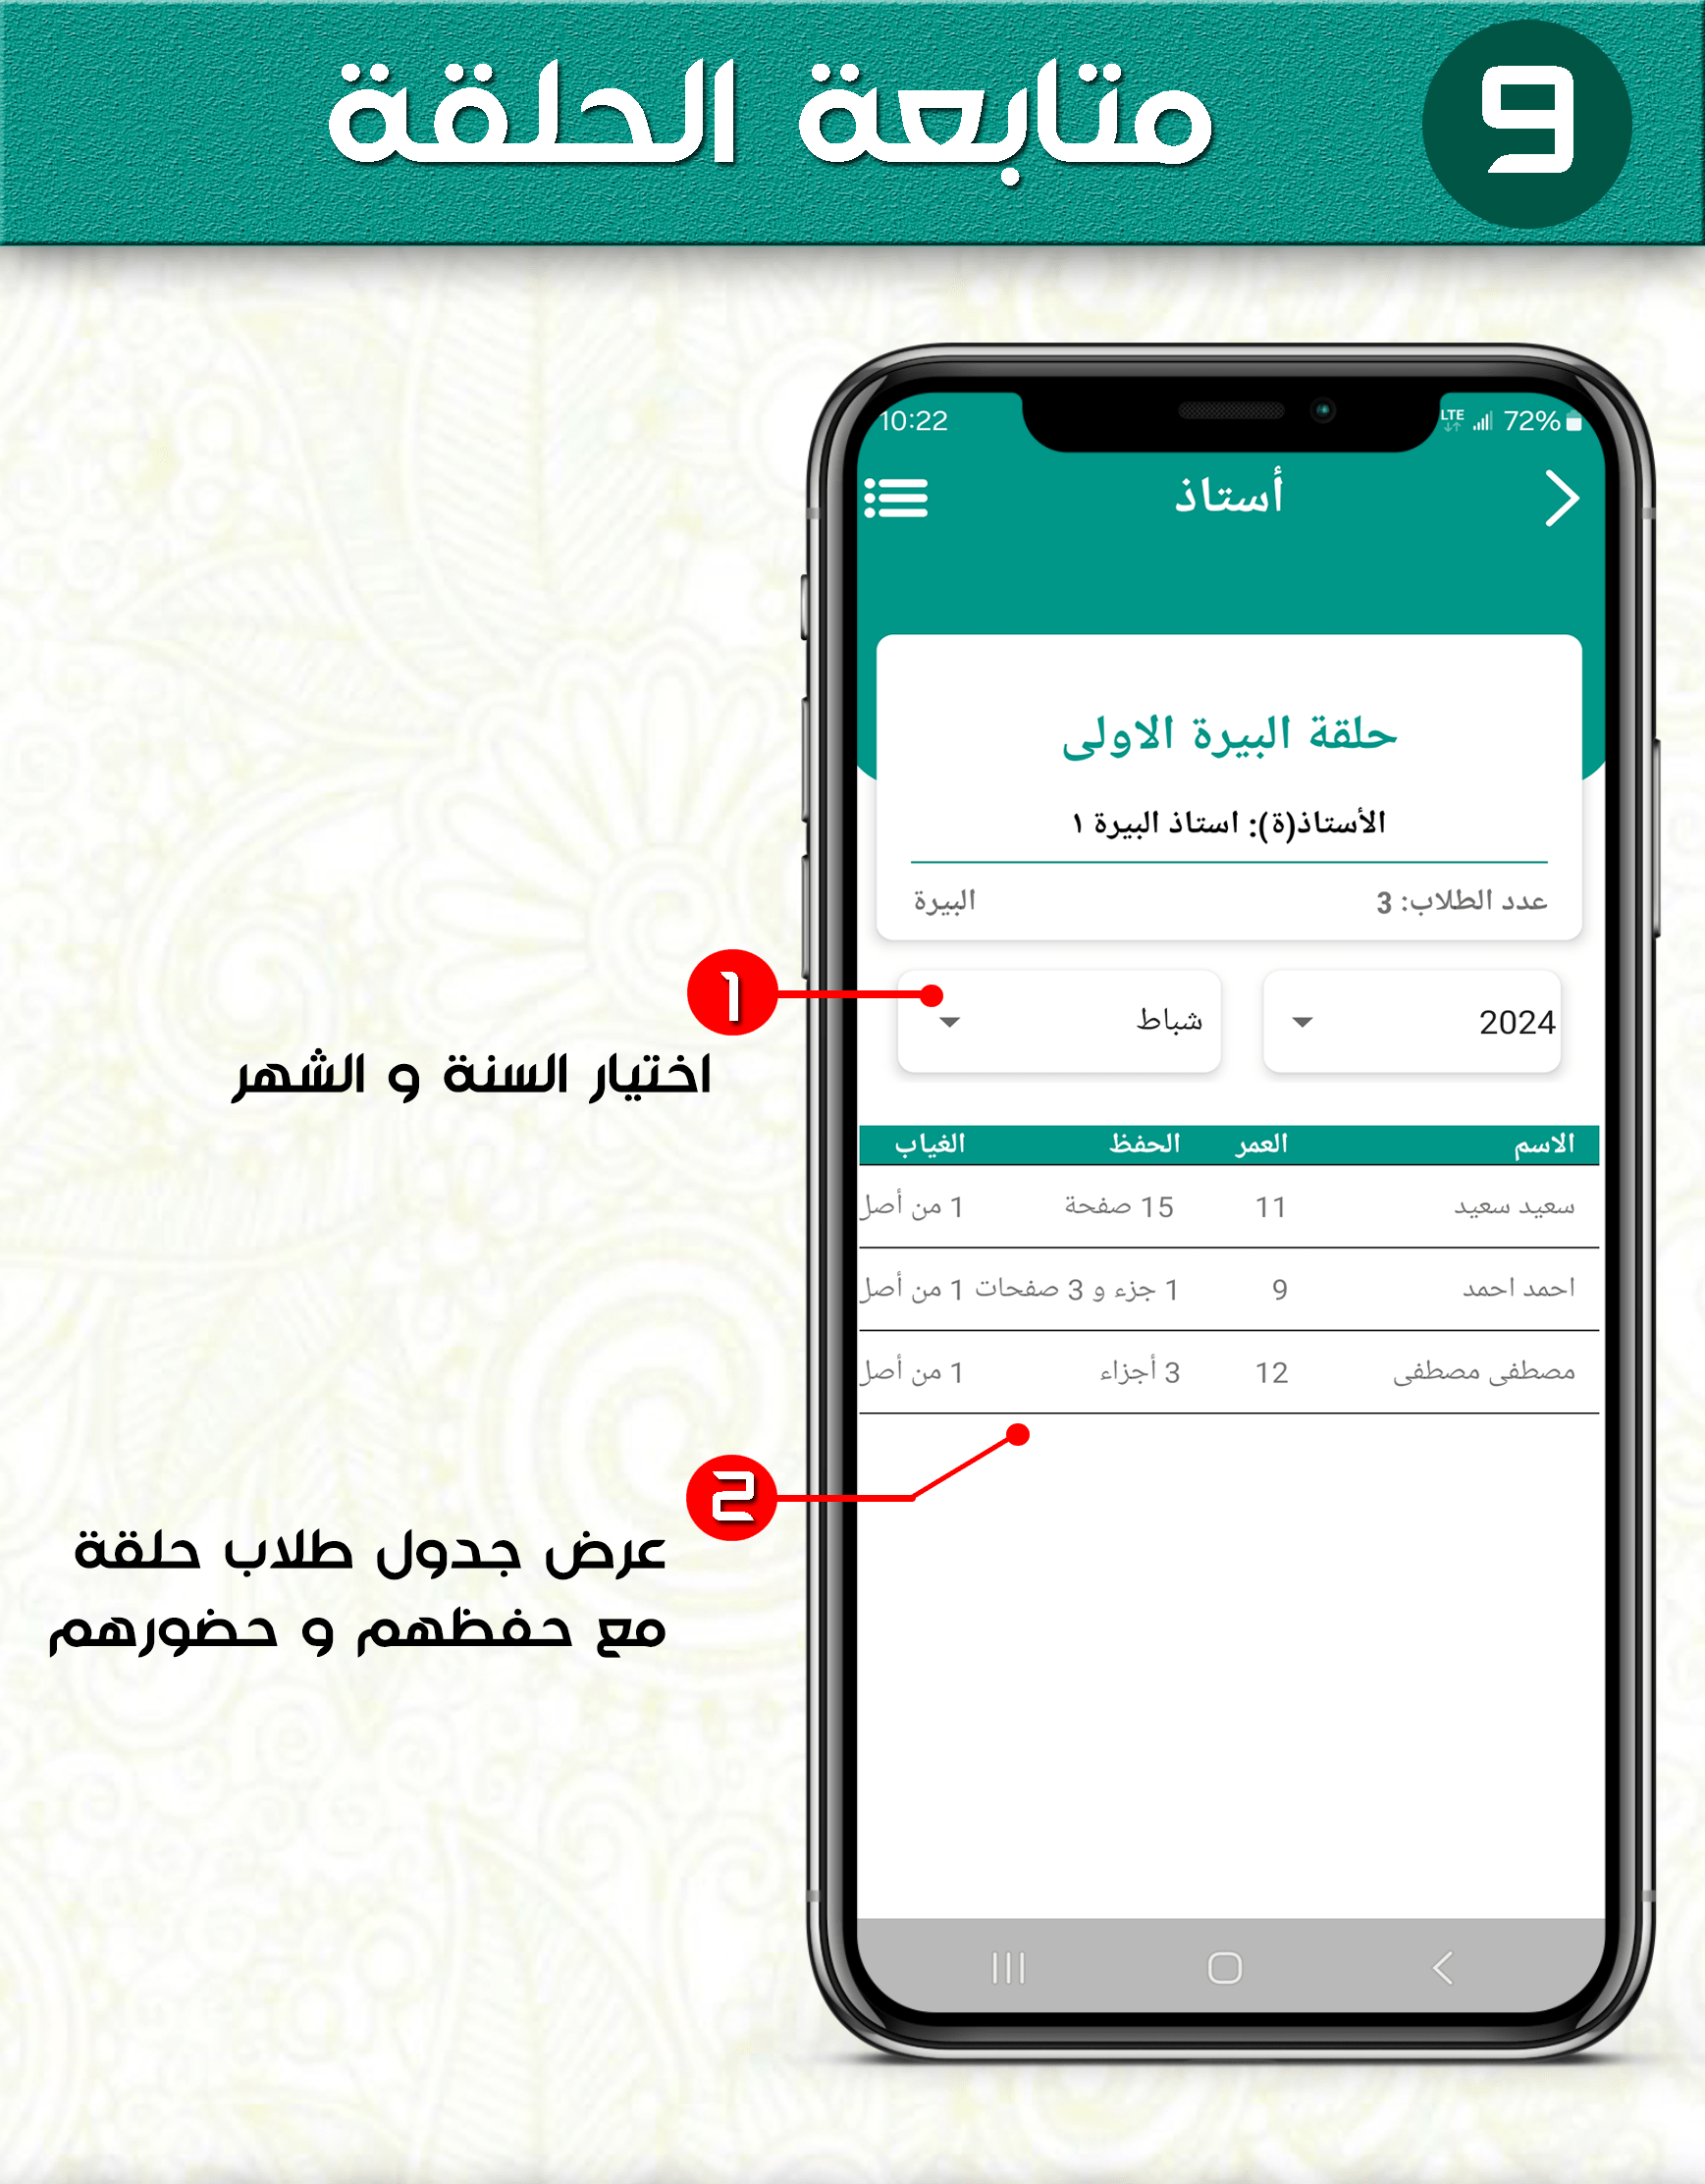 9
متابعة الحلقة
10:22
LTE 72%
أستاذ
حلقة البيرة الاولى
الأستاذ(ة): استاذ البيرة ١
عدد الطلاب: 3 البيرة
2024 شباط
1
اختيار السنة و الشهر
الاسم العمر الحفظ الغياب
سعيد سعيد 11 15 صفحة 1 من أصل
احمد احمد 9 1 جزء و 3 صفحات 1 من أصل
مصطفى مصطفى 12 3 أجزاء 1 من أصل
2
عرض جدول طلاب حلقة
مع حفظهم و حضورهم